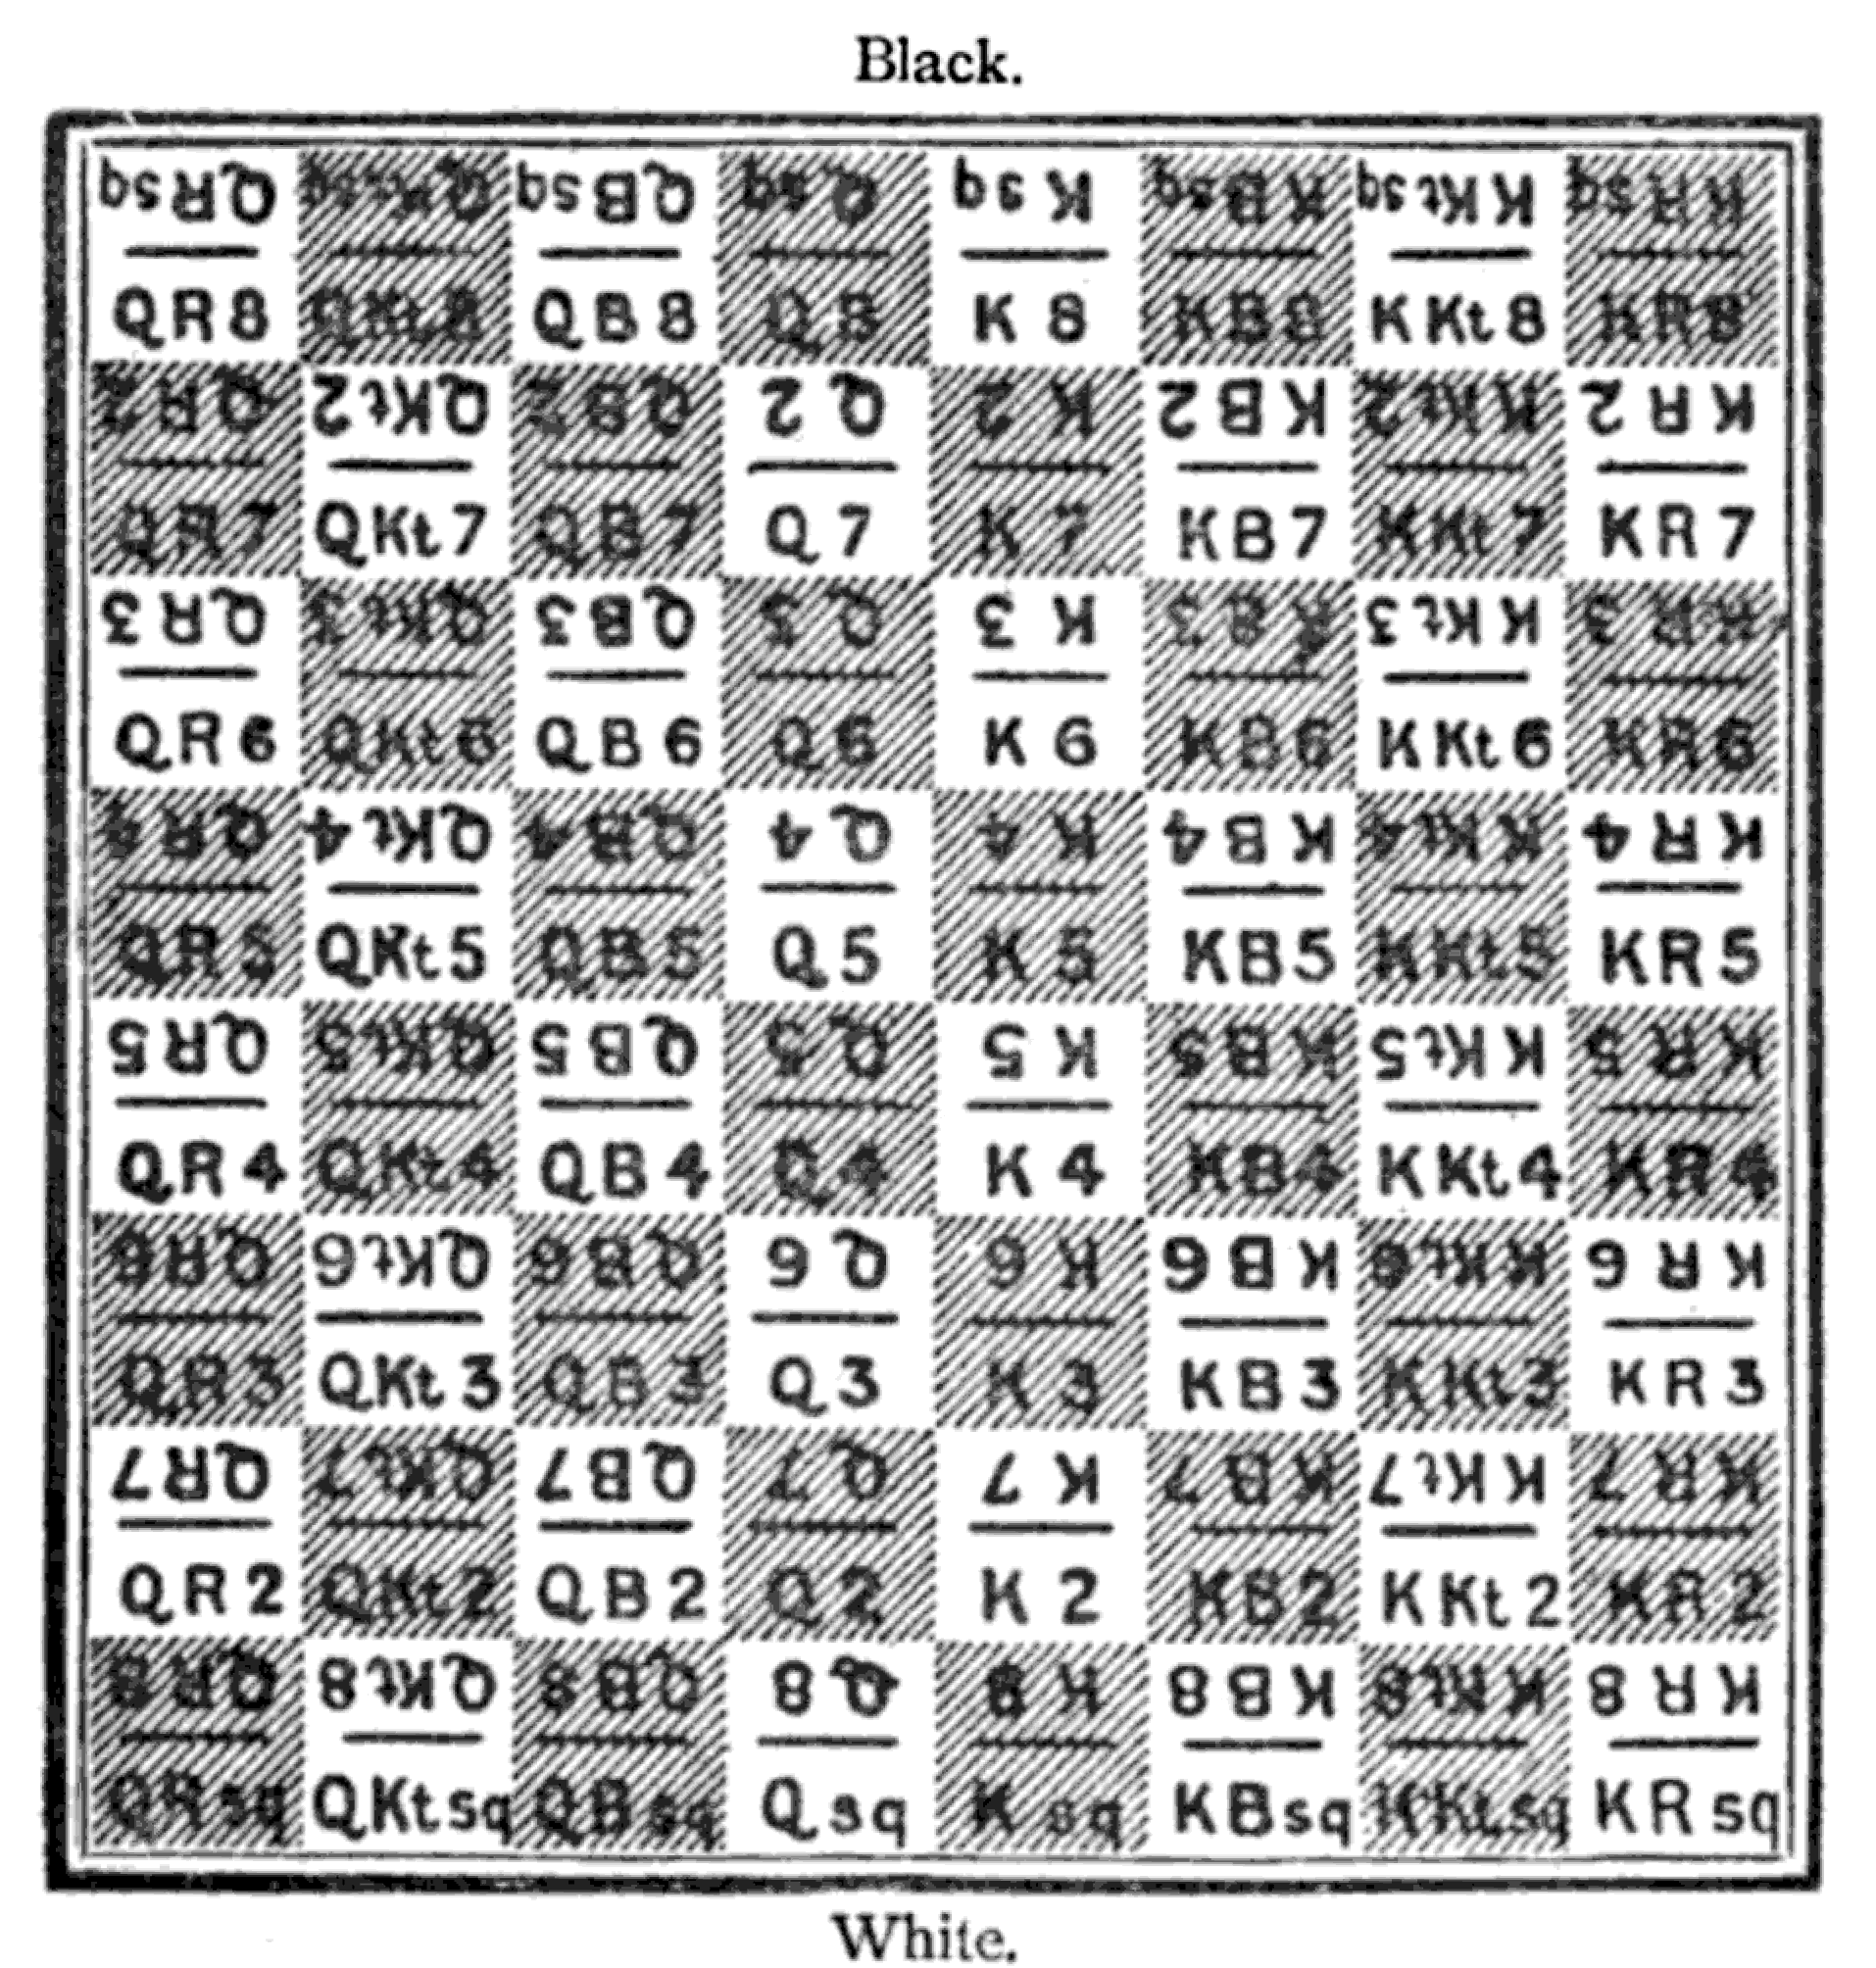 Black.
QRsq QKtsq QBsq Qsq Ksq KBsq KKtsq KRsq
QR8 QKt8 QB8 Q8 K8 KB8 KKt8 KR8
QR2 QKt2 QB2 Q2 K2 KB2 KKt2 KR2
QR7 QKt7 QB7 Q7 K7 KB7 KKt7 KR7
QR3 QKt3 QB3 Q3 K3 KB3 KKt3 KR3
QR6 QKt6 QB6 Q6 K6 KB6 KKt6 KR6
QR4 QKt4 QB4 Q4 K4 KB4 KKt4 KR4
QR5 QKt5 QB5 Q5 K5 KB5 KKt5 KR5
QR5 QKt5 QB5 Q5 K5 KB5 KKt5 KR5
QR4 QKt4 QB4 Q4 K4 KB4 KKt4 KR4
QR6 QKt6 QB6 Q6 K6 KB6 KKt6 KR6
QR3 QKt3 QB3 Q3 K3 KB3 KKt3 KR3
QR7 QKt7 QB7 Q7 K7 KB7 KKt7 KR7
QR2 QKt2 QB2 Q2 K2 KB2 KKt2 KR2
QR8 QKt8 QB8 Q8 K8 KB8 KKt8 KR8
QRsq QKtsq QBsq Qsq Ksq KBsq KKtsq KRsq
White.